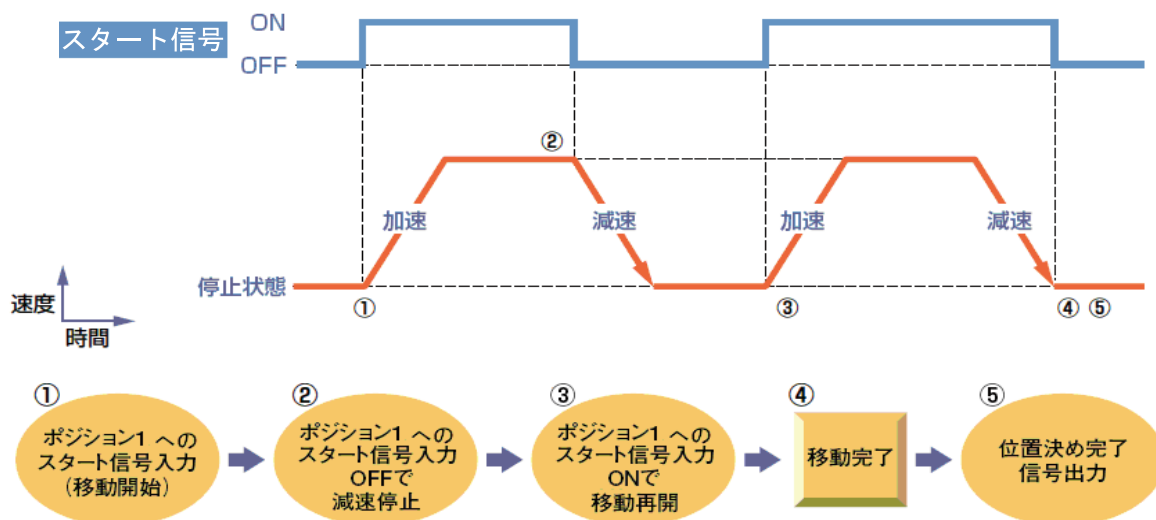 スタート信号
ON
OFF
②
加速
減速
加速
減速
停止状態
①
③
④ ⑤
速度
時間
①
ポジション1 への
スタート信号入力
(移動開始)
②
ポジション1 への
スタート信号入力
OFFで
減速停止
③
ポジション1 への
スタート信号入力
ONで
移動再開
④
移動完了
⑤
位置決め完了
信号出力